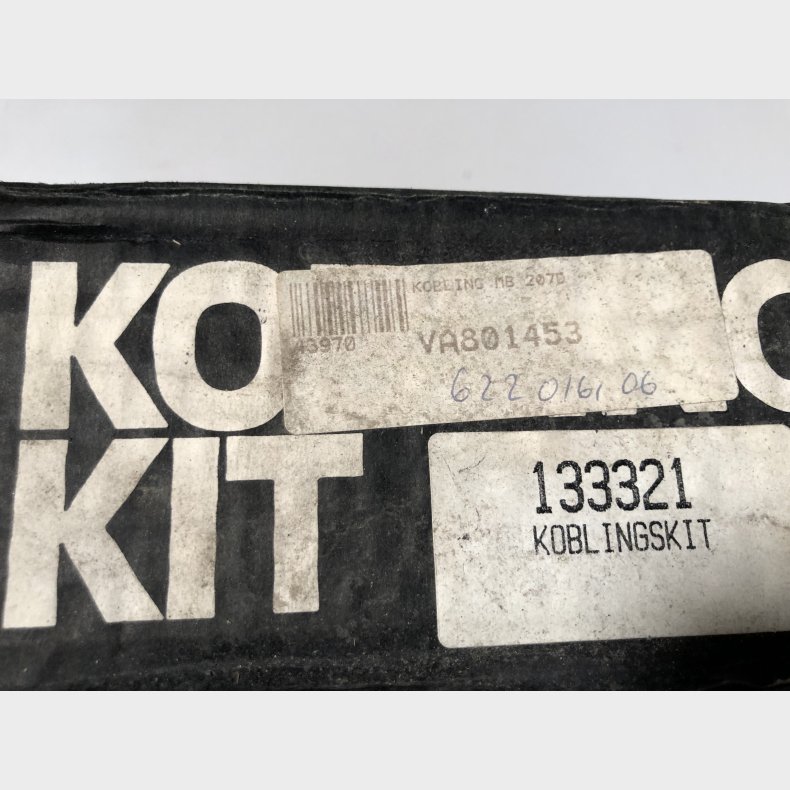 KO
KOBLING MB 207D
43970
VA801453
622 0161 06
KIT
133321
KOBLINGSKIT